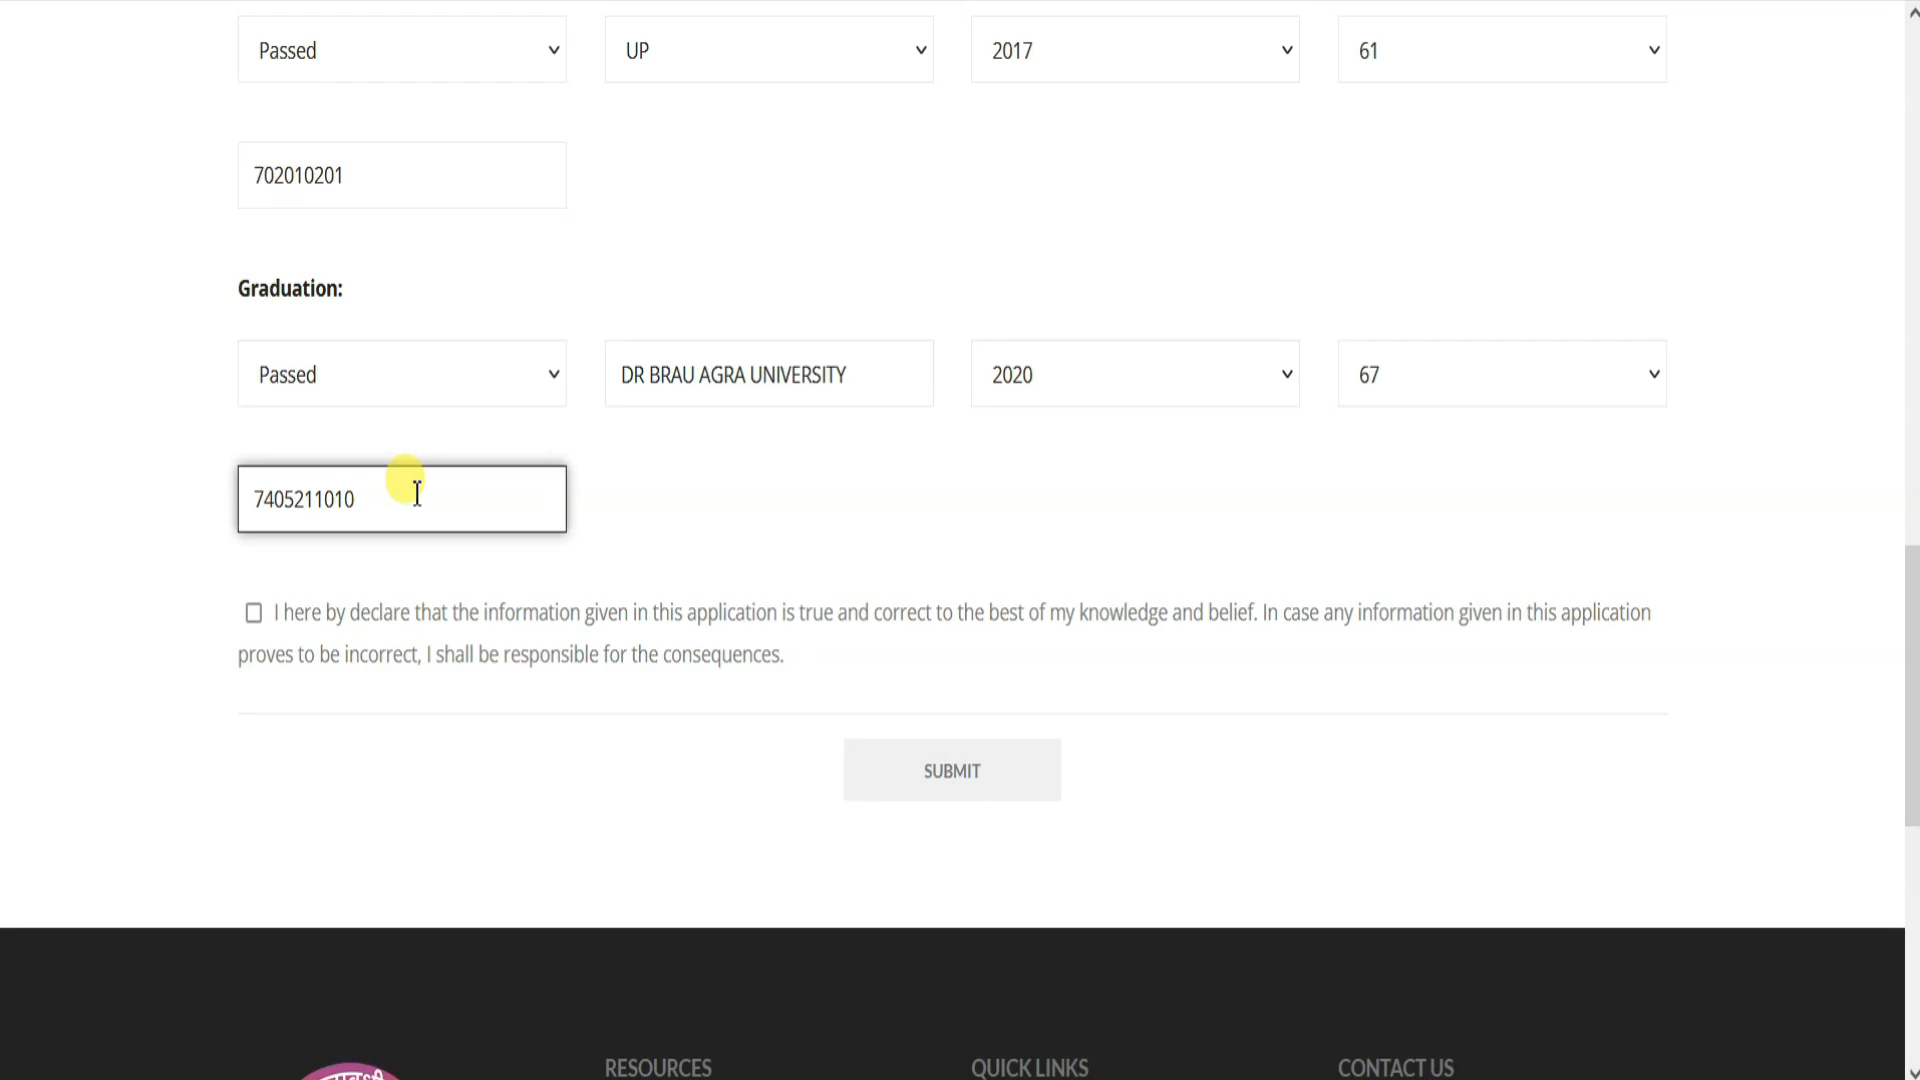 Passed UP 2017 61
702010201
Graduation:
Passed DR BRAU AGRA UNIVERSITY 2020 67
7405211010
I here by declare that the information given in this application is true and correct to the best of my knowledge and belief. In case any information given in this application
proves to be incorrect, I shall be responsible for the consequences.
SUBMIT
RESOURCES QUICK LINKS CONTACT US